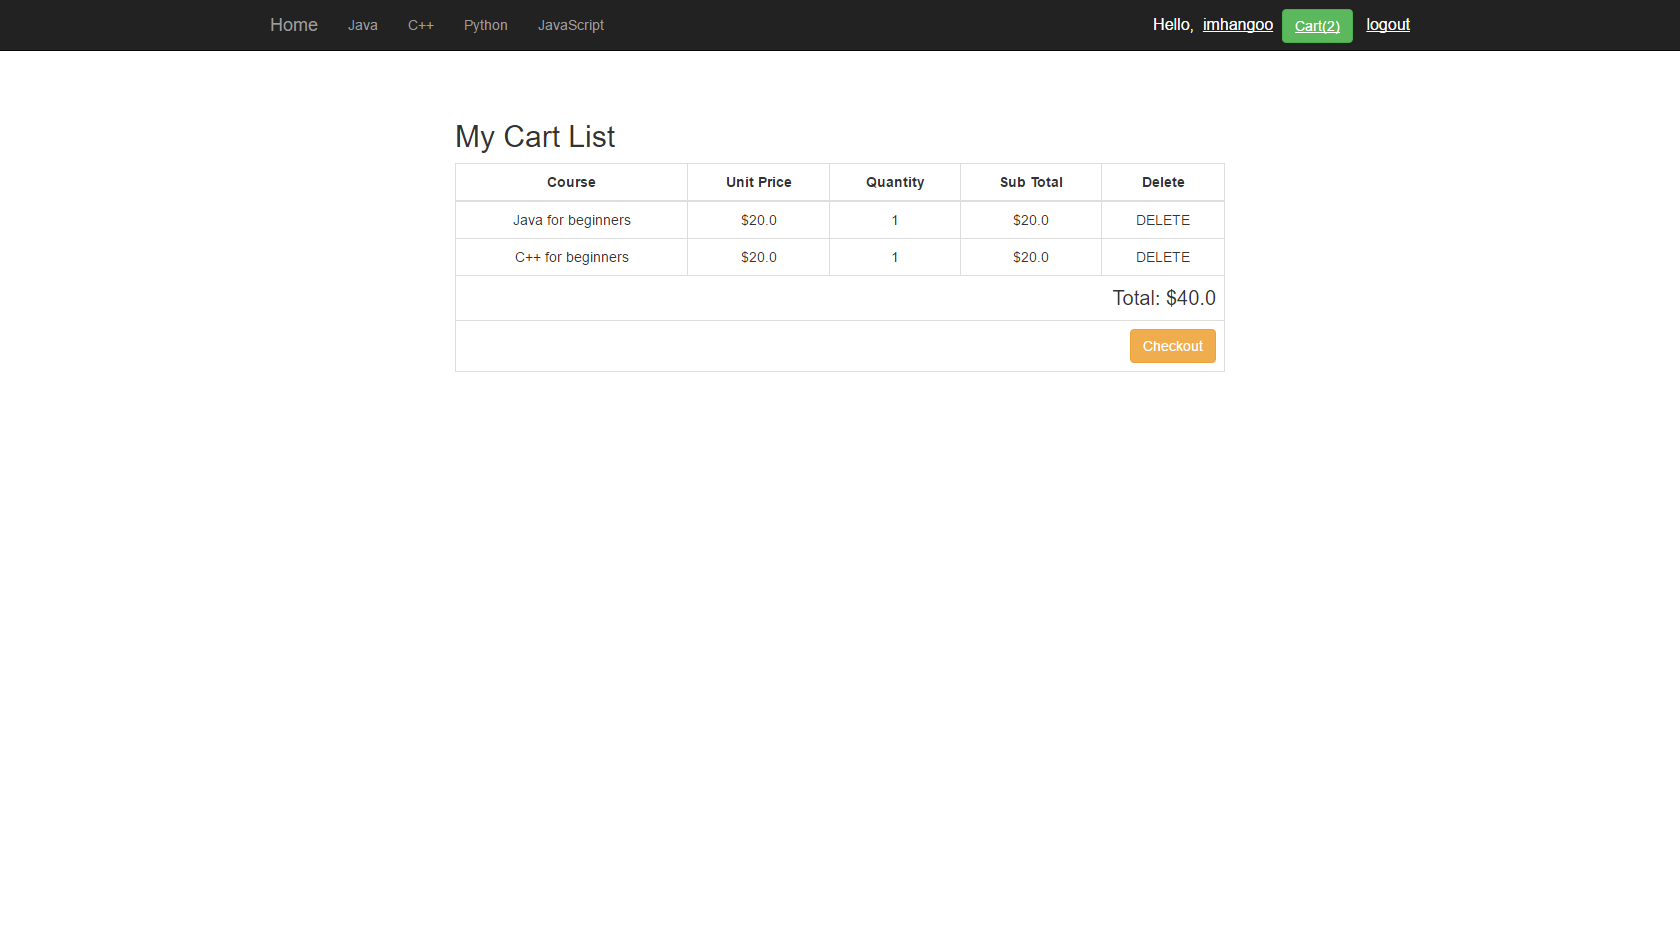 Home Java C++ Python JavaScript Hello, imhangoo Cart(2) logout
My Cart List
Course Unit Price Quantity Sub Total Delete
Java for beginners $20.0 1 $20.0 DELETE
C++ for beginners $20.0 1 $20.0 DELETE
Total: $40.0
Checkout